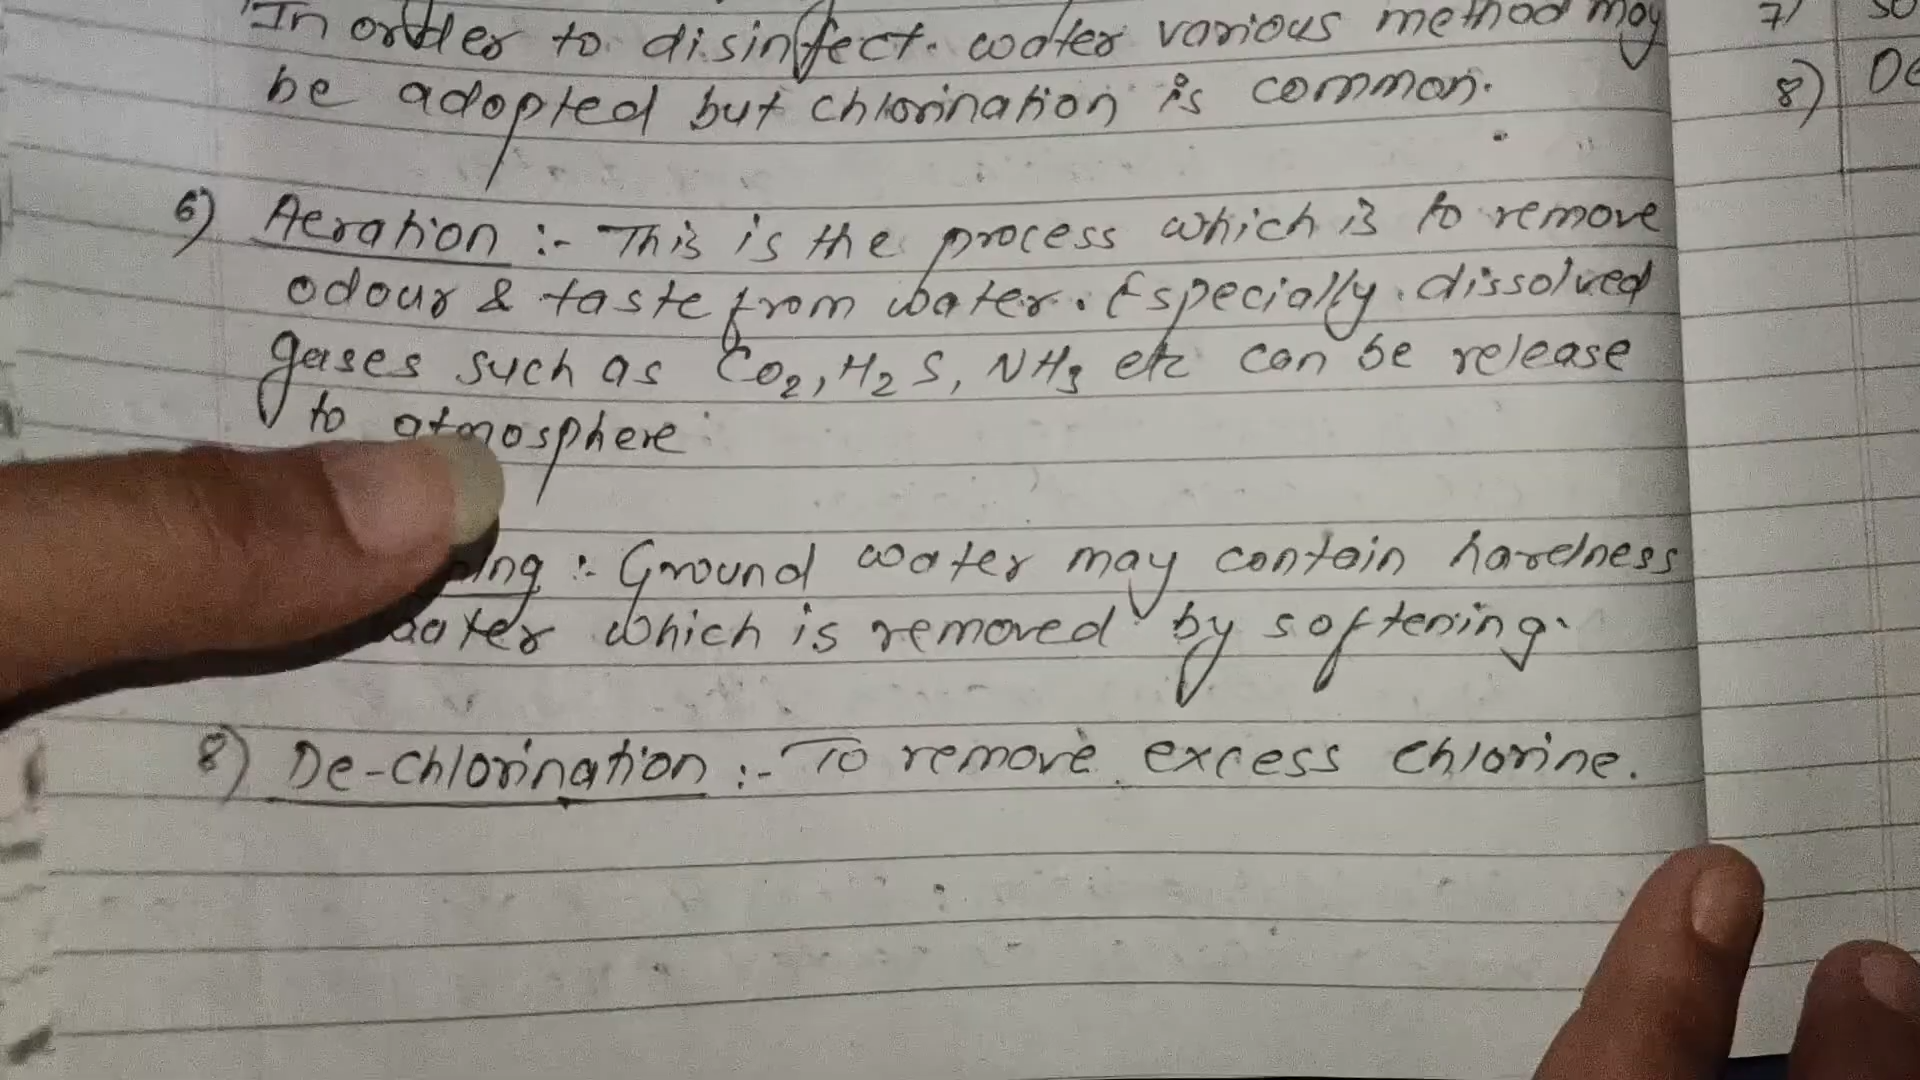 In order to disinfect water various method may
be adopted but chlorination is common.
6) Aeration :- This is the process which is to remove
odour & taste from water. Especially dissolved
gases such as CO2, H2S, NH3 etc can be release
to atmosphere
: Ground water may contain hardness
water which is removed by softening.
8) De-chlorination :- To remove excess chlorine.
7)
8) De